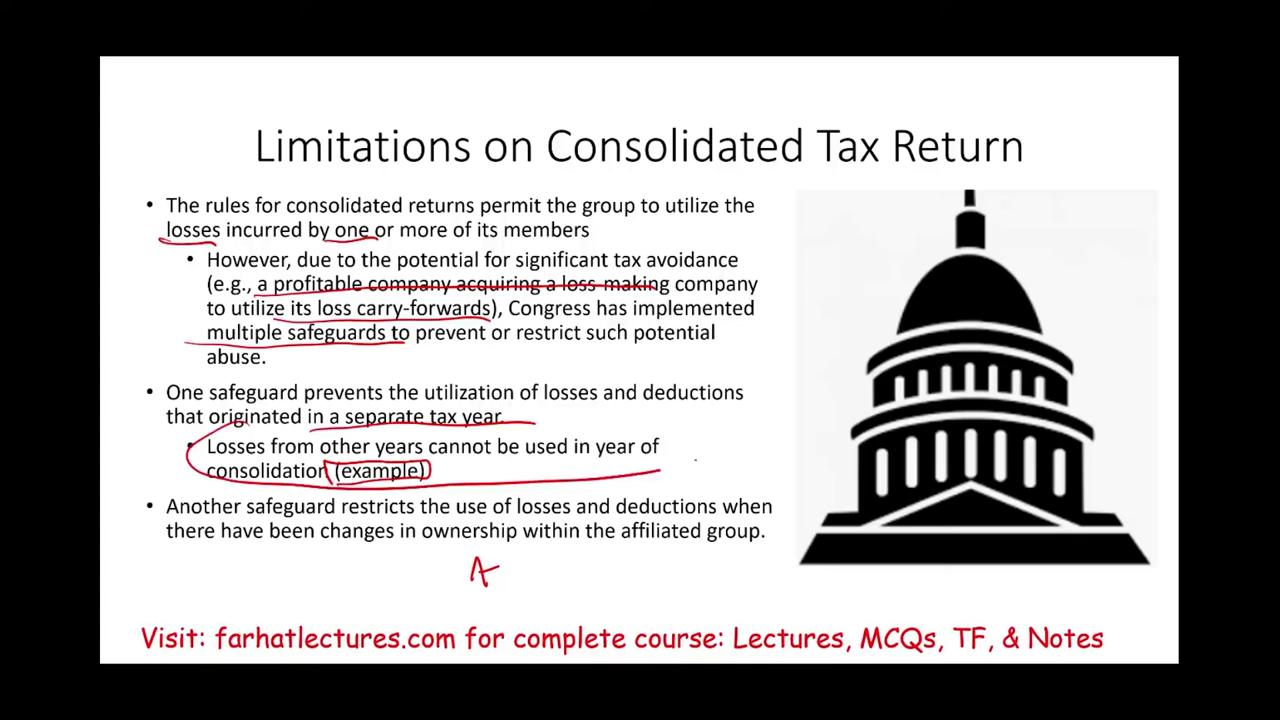 Limitations on Consolidated Tax Return
• The rules for consolidated returns permit the group to utilize the
losses incurred by one or more of its members
• However, due to the potential for significant tax avoidance
(e.g., a profitable company acquiring a loss-making company
to utilize its loss carry-forwards), Congress has implemented
multiple safeguards to prevent or restrict such potential
abuse.
• One safeguard prevents the utilization of losses and deductions
that originated in a separate tax year.
• Losses from other years cannot be used in year of
consolidation (example)
• Another safeguard restricts the use of losses and deductions when
there have been changes in ownership within the affiliated group.
A
Visit: farhatlectures.com for complete course: Lectures, MCQs, TF, & Notes